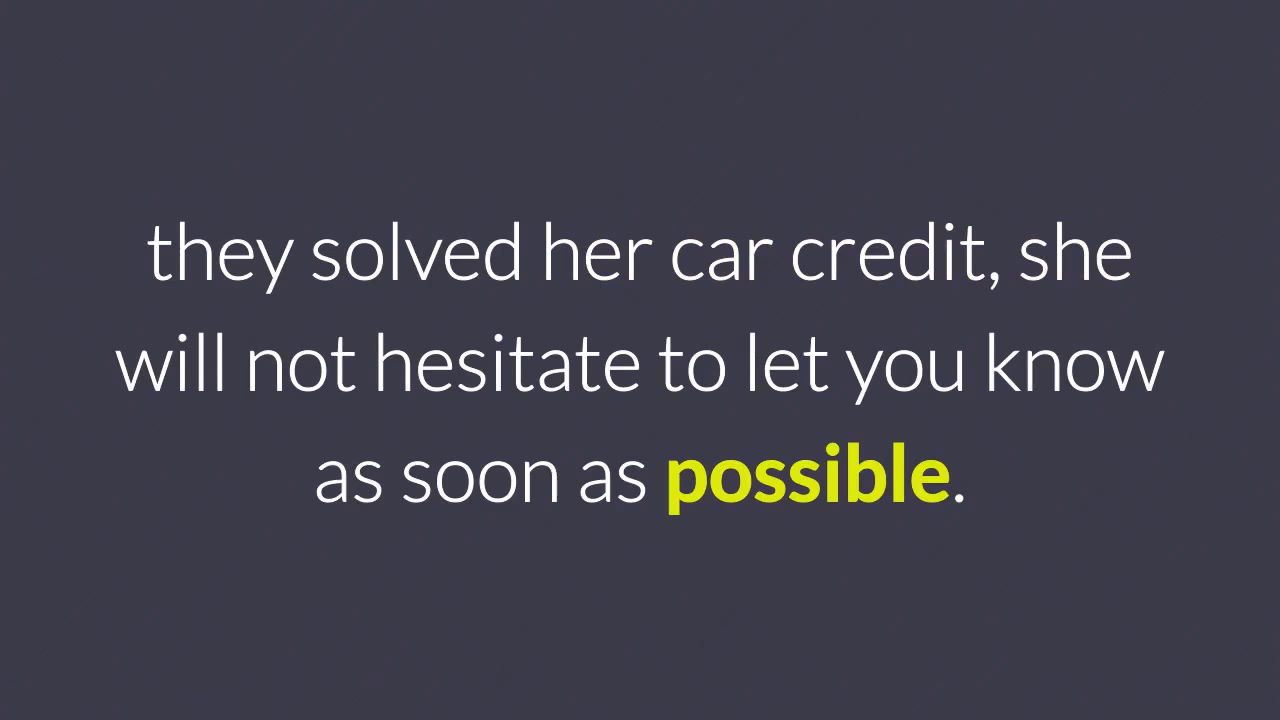 they solved her car credit, she
will not hesitate to let you know
as soon as possible.